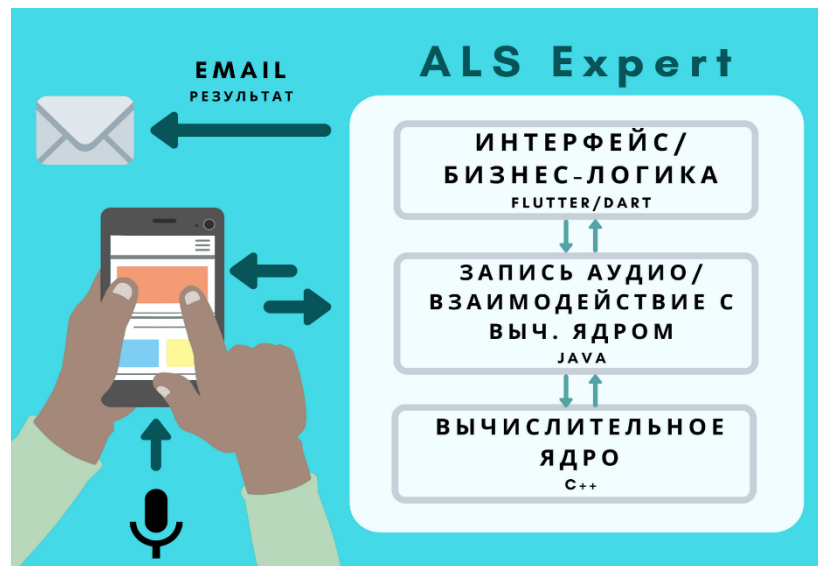 ALS Expert
EMAIL
РЕЗУЛЬТАТ
ИНТЕРФЕЙС/
БИЗНЕС-ЛОГИКА
FLUTTER/DART
ЗАПИСЬ АУДИО/
ВЗАИМОДЕЙСТВИЕ С
ВЫЧ. ЯДРОМ
JAVA
ВЫЧИСЛИТЕЛЬНОЕ
ЯДРО
C++